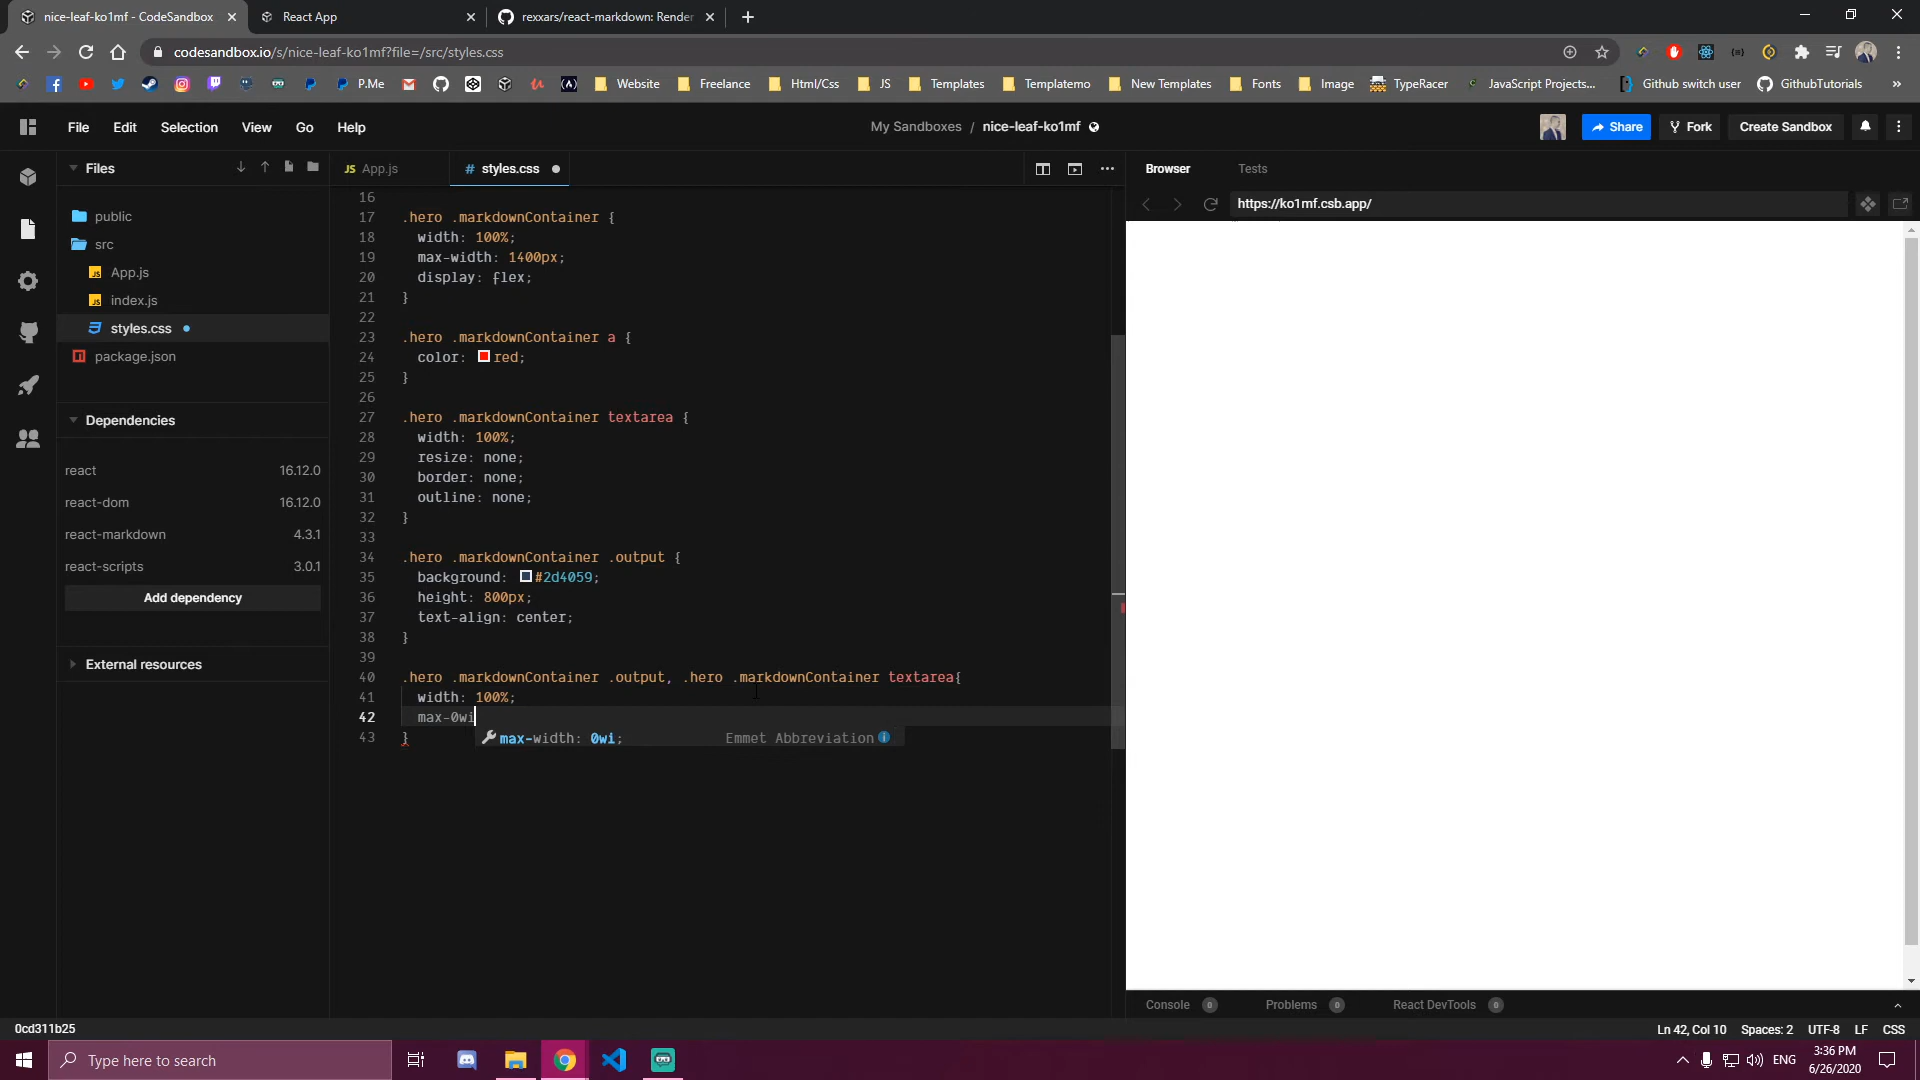 nice-leaf-ko1mf - CodeSandbox
React App
rexxars/react-markdown: Render
codesandbox.io/s/nice-leaf-ko1mf?file=/src/styles.css
P.Me
Website
Freelance
Html/Css
JS
Templates
Templatemo
New Templates
Fonts
Image
TypeRacer
JavaScript Projects...
Github switch user
GithubTutorials
»
File
Edit
Selection
View
Go
Help
My Sandboxes / nice-leaf-ko1mf
Share
Fork
Create Sandbox
Files
JS App.js
# styles.css
Browser
Tests
https://ko1mf.csb.app/
public
src
App.js
index.js
styles.css
package.json
Dependencies
react 16.12.0
react-dom 16.12.0
react-markdown 4.3.1
react-scripts 3.0.1
Add dependency
External resources
16
17 .hero .markdownContainer {
18 width: 100%;
19 max-width: 1400px;
20 display: flex;
21 }
22
23 .hero .markdownContainer a {
24 color: red;
25 }
26
27 .hero .markdownContainer textarea {
28 width: 100%;
29 resize: none;
30 border: none;
31 outline: none;
32 }
33
34 .hero .markdownContainer .output {
35 background: #2d4059;
36 height: 800px;
37 text-align: center;
38 }
39
40 .hero .markdownContainer .output, .hero .markdownContainer textarea{
41 width: 100%;
42 max-0wi
43 }
max-width: 0wi; Emmet Abbreviation
Console 0
Problems 0
React DevTools 0
0cd311b25
Ln 42, Col 10
Spaces: 2
UTF-8
LF
CSS
Type here to search
ENG
3:36 PM
6/26/2020